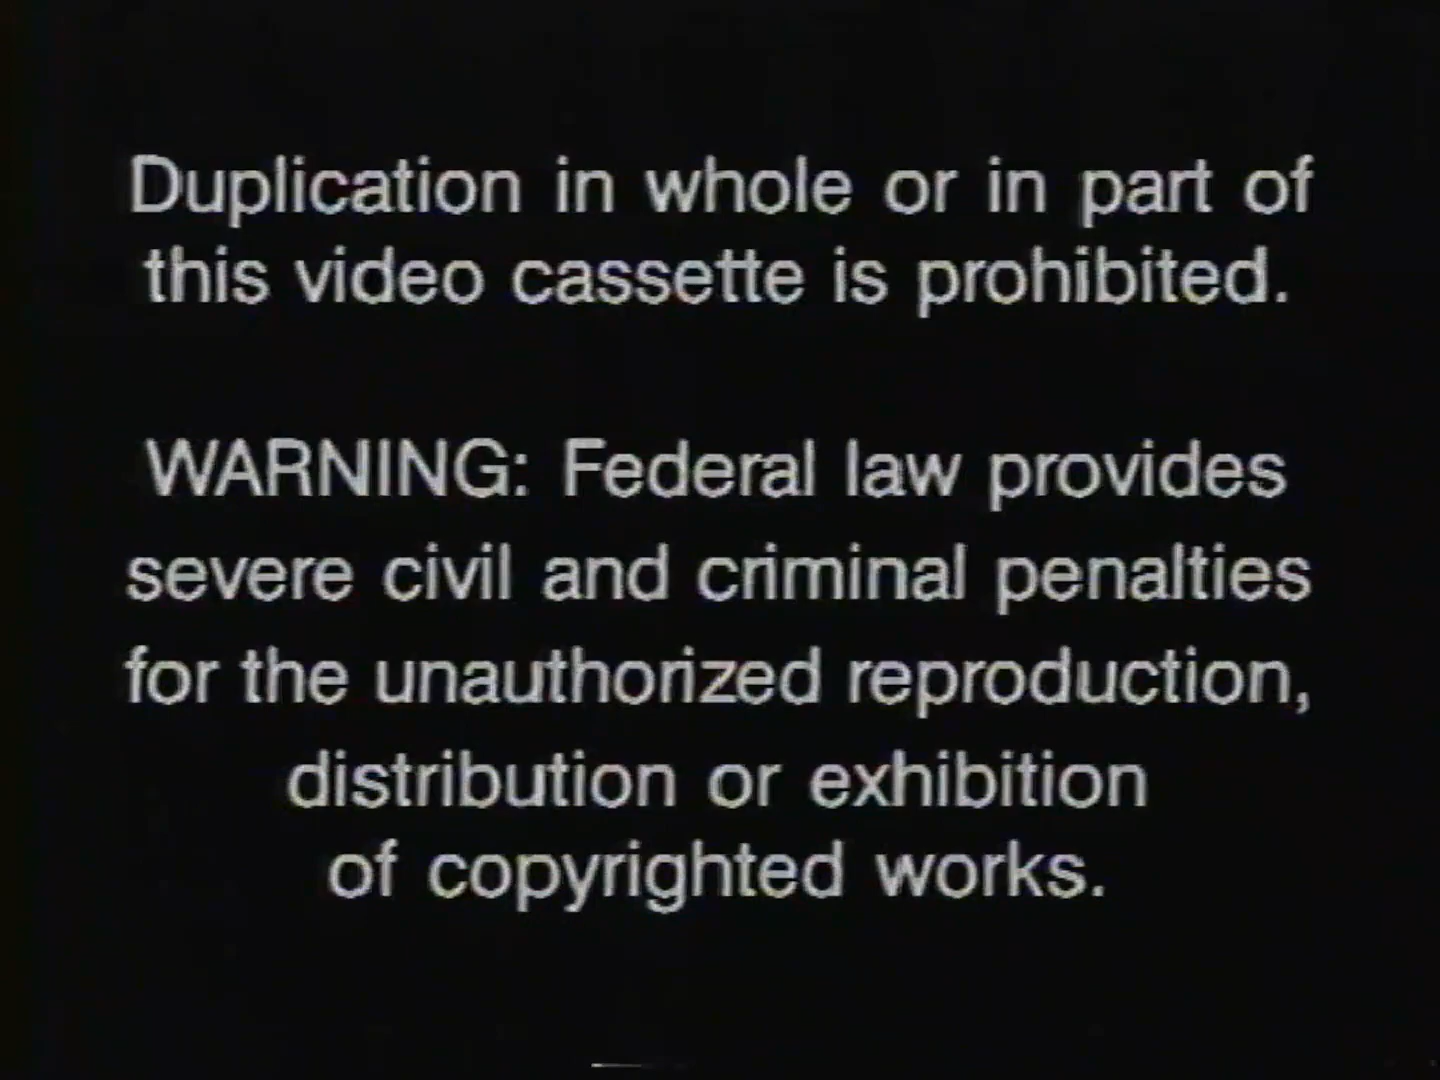 Duplication in whole or in part of
this video cassette is prohibited.
WARNING: Federal law provides
severe civil and criminal penalties
for the unauthorized reproduction,
distribution or exhibition
of copyrighted works.